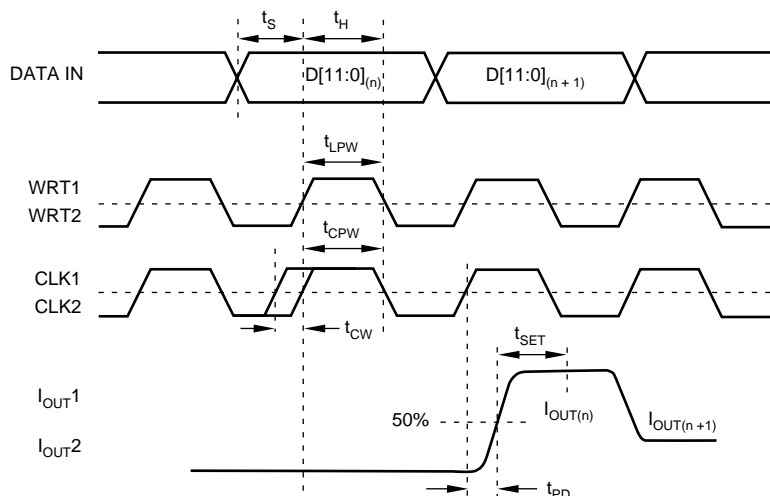 tS
tH
DATA IN
D[11:0](n)
D[11:0](n + 1)
tLPW
WRT1
WRT2
tCPW
CLK1
CLK2
tCW
tSET
IOUT1
50%
IOUT(n)
IOUT(n +1)
IOUT2
tPD